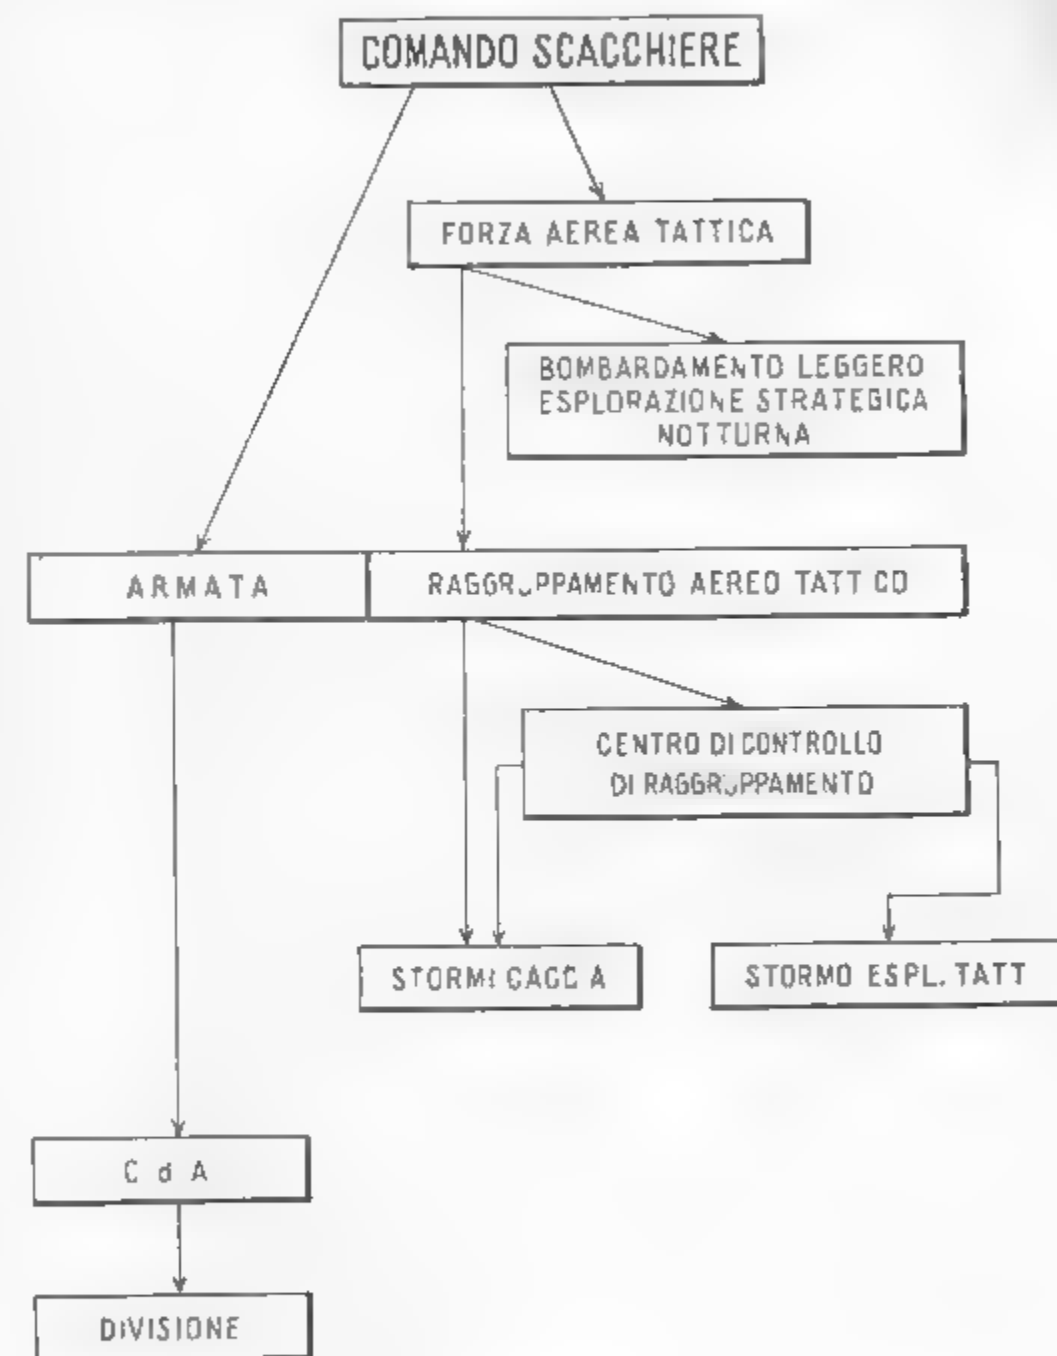 COMANDO SCACCHIERE
FORZA AEREA TATTICA
BOMBARDAMENTO LEGGERO
ESPLORAZIONE STRATEGICA
NOTTURNA
ARMATA
RAGGRUPPAMENTO AEREO TATTICO
CENTRO DI CONTROLLO
DI RAGGRUPPAMENTO
STORMI CACCIA
STORMO ESPL. TATT
C d A
DIVISIONE